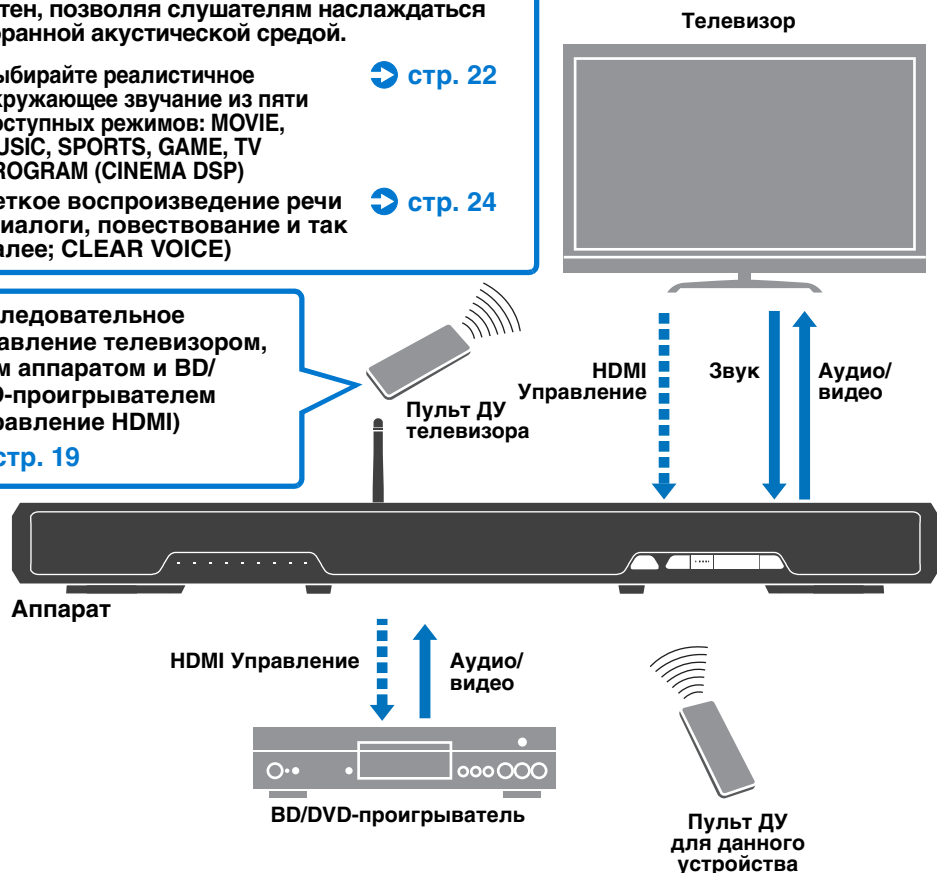 тен, позволяя слушателям наслаждаться
ранной акустической средой.
ыбирайте реалистичное
кружающее звучание из пяти
оступных режимов: MOVIE,
USIC, SPORTS, GAME, TV
ROGRAM (CINEMA DSP)
стр. 22
еткое воспроизведение речи
иалоги, повествование и так
алее; CLEAR VOICE)
стр. 24
Телевизор
ледовательное
авление телевизором,
м аппаратом и BD/
D-проигрывателем
равление HDMI)
стр. 19
Пульт ДУ
телевизора
HDMI
Управление
Звук
Аудио/
видео
Аппарат
HDMI Управление
Аудио/
видео
BD/DVD-проигрыватель
Пульт ДУ
для данного
устройства